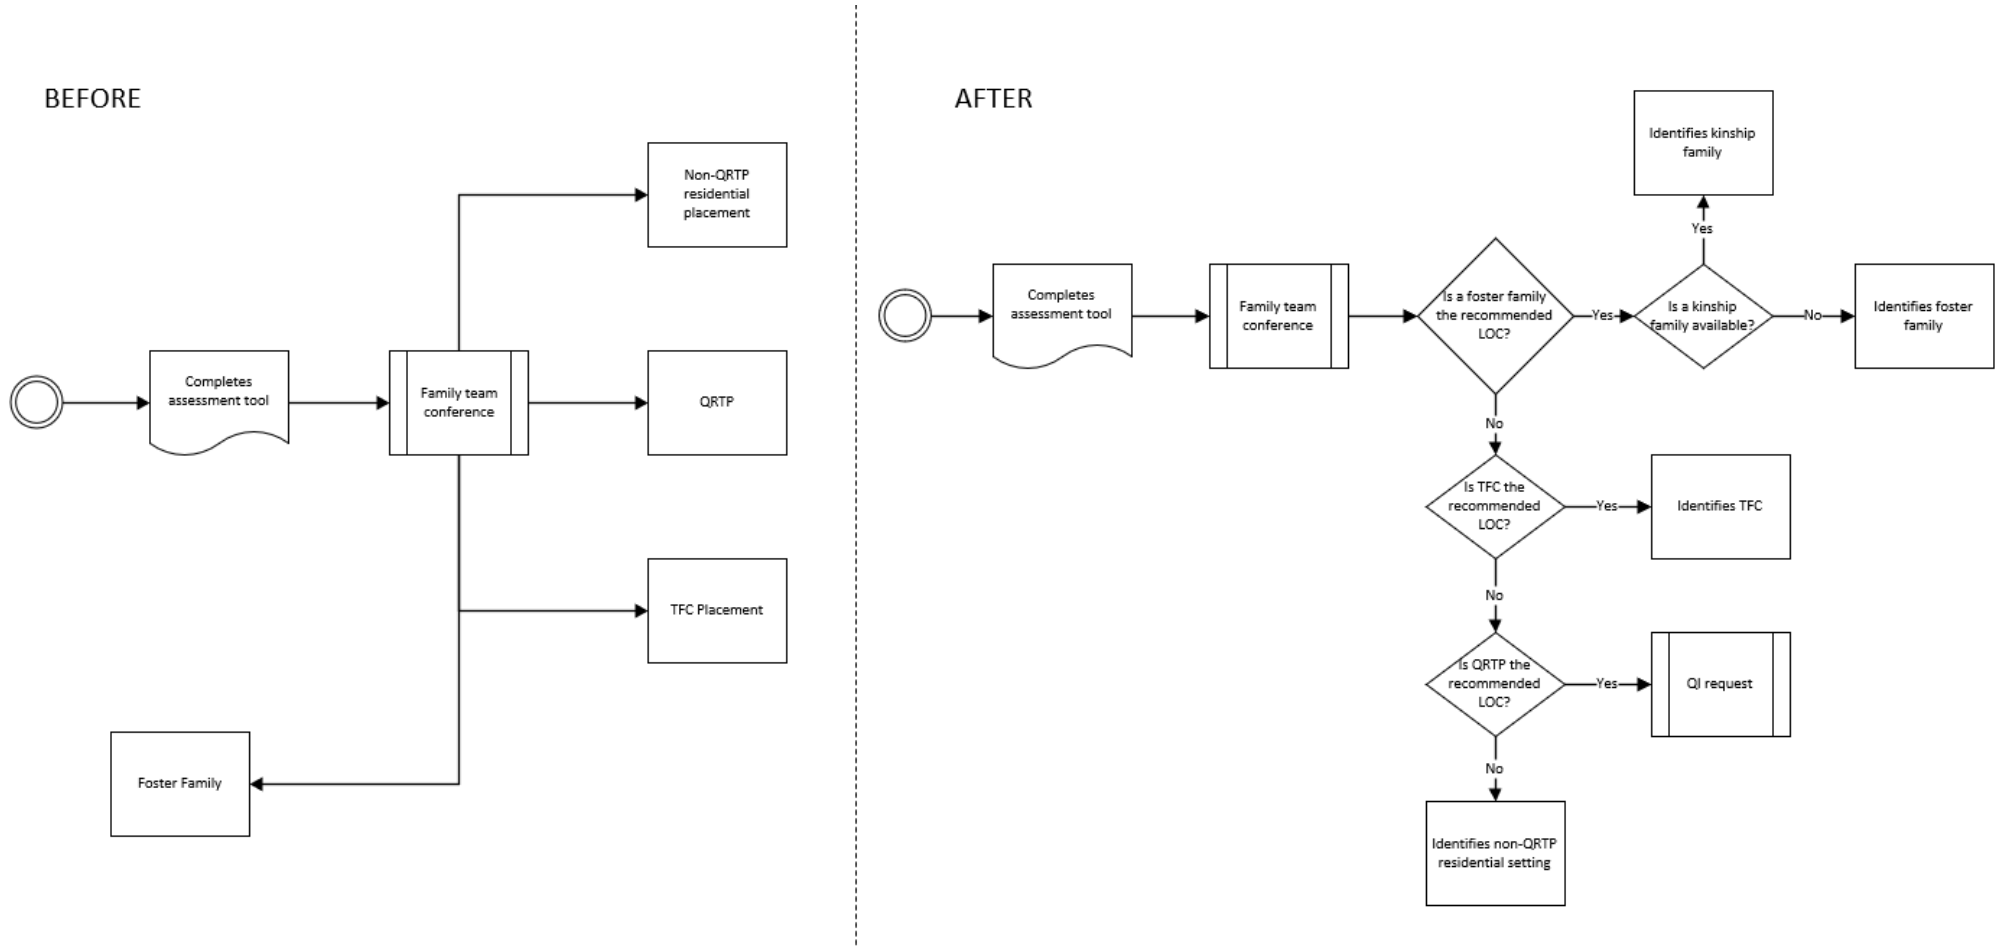 BEFORE
Non-QRTP
residential
placement
Completes
assessment tool
Family team
conference
QRTP
TFC Placement
Foster Family
AFTER
Identifies kinship
family
Yes
Completes
assessment tool
Family team
conference
Is a foster family
the recommended
LOC?
Yes
Is a kinship
family available?
No
Identifies foster
family
No
Is TFC the
recommended
LOC?
Yes
Identifies TFC
No
Is QRTP the
recommended
LOC?
Yes
QI request
No
Identifies non-QRTP
residential setting